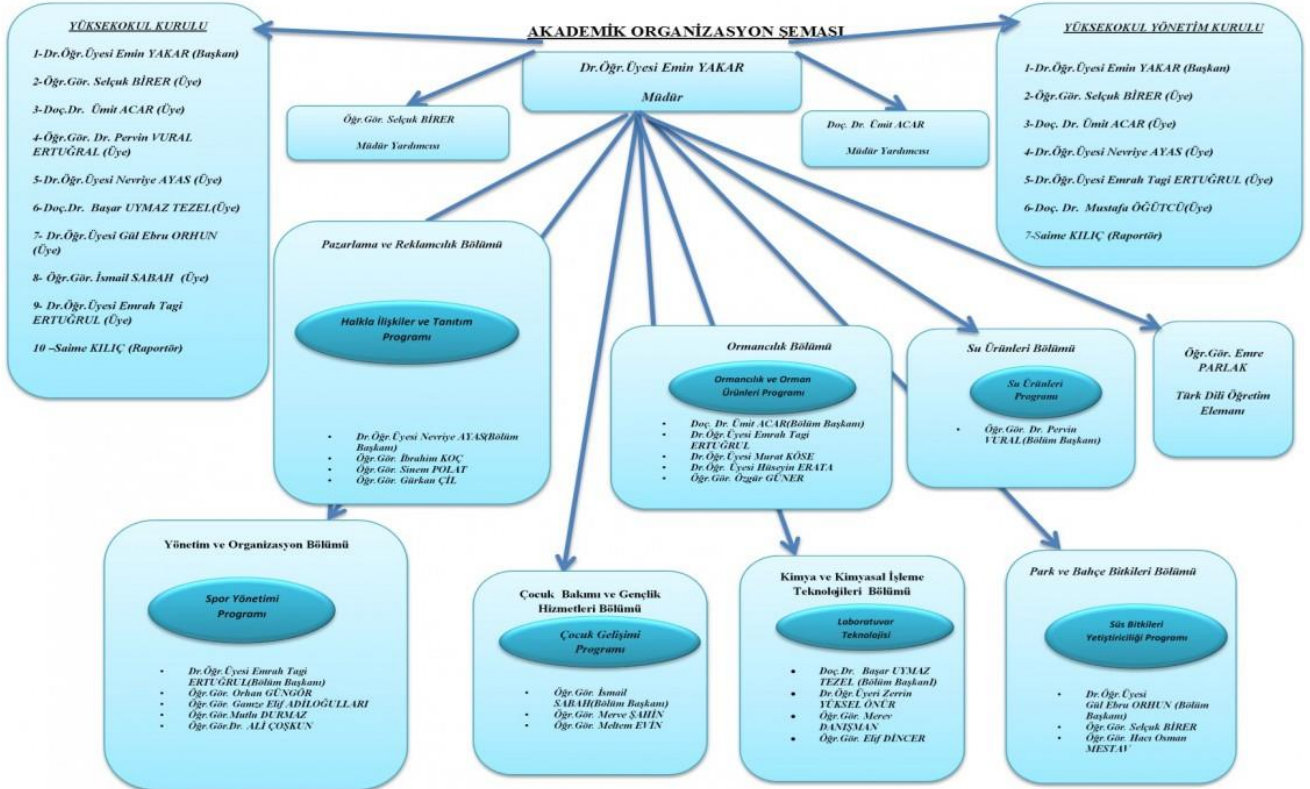 YÜKSEKOKUL KURULU
1-Dr.Öğr.Üyesi Emin YAKAR (Başkan)
2-Öğr.Gör. Selçuk BİRER (Üye)
3-Doç.Dr. Ümit ACAR (Üye)
4-Öğr.Gör. Dr. Pervin VURAL
ERTUĞRAL (Üye)
5-Dr.Öğr.Üyesi Nevriye AYAS (Üye)
6-Doç.Dr. Başar UYMAZ TEZEL(Üye)
7- Dr.Öğr.Üyesi Gül Ebru ORHUN
(Üye)
8- Öğr.Gör. İsmail SABAH (Üye)
9- Dr.Öğr.Üyesi Emrah Tagi
ERTUĞRUL (Üye)
10 –Saime KILIÇ (Raportör)
AKADEMİK ORGANİZASYON ŞEMASI
Dr.Öğr.Üyesi Emin YAKAR
Müdür
Öğr.Gör. Selçuk BİRER
Müdür Yardımcısı
Doç. Dr. Ümit ACAR
Müdür Yardımcısı
YÜKSEKOKUL YÖNETİM KURULU
1-Dr.Öğr.Üyesi Emin YAKAR (Başkan)
2-Öğr.Gör. Selçuk BİRER (Üye)
3-Doç. Dr. Ümit ACAR (Üye)
4-Dr.Öğr.Üyesi Nevriye AYAS (Üye)
5-Dr.Öğr.Üyesi Emrah Tagi ERTUĞRUL (Üye)
6-Doç. Dr. Mustafa ÖĞÜTCÜ(Üye)
7-Saime KILIÇ (Raportör)
Pazarlama ve Reklamcılık Bölümü
Halkla İlişkiler ve Tanıtım
Programı
• Dr.Öğr.Üyesi Nevriye AYAS(Bölüm
Başkanı)
• Öğr.Gör. İbrahim KOÇ
• Öğr.Gör. Sinem POLAT
• Öğr.Gör. Gürkan ÇİL
Ormancılık Bölümü
Ormancılık ve Orman
Ürünleri Programı
• Doç. Dr. Ümit ACAR(Bölüm Başkanı)
• Dr.Öğr.Üyesi Emrah Tagi
ERTUĞRUL
• Dr.Öğr.Üyesi Murat KÖSE
• Dr.Öğr. Üyesi Hüseyin ERATA
• Öğr.Gör. Özgür GÜNER
Su Ürünleri Bölümü
Su Ürünleri
Programı
• Öğr.Gör. Dr. Pervin
VURAL(Bölüm Başkanı)
Öğr.Gör. Emre
PARLAK
Türk Dili Öğretim
Elemanı
Yönetim ve Organizasyon Bölümü
Spor Yönetimi
Programı
• Dr.Öğr.Üyesi Emrah Tagi
ERTUĞRUL(Bölüm Başkanı)
• Öğr.Gör. Orhan GÜNGÖR
• Öğr.Gör. Gamze Elif ADİLOĞULLARI
• Öğr.Gör.Mutlu DURMAZ
• Öğr.Gör.Dr. ALİ ÇOŞKUN
Çocuk Bakımı ve Gençlik
Hizmetleri Bölümü
Çocuk Gelişimi
Programı
• Öğr.Gör. İsmail
SABAH(Bölüm Başkanı)
• Öğr.Gör. Merve ŞAHİN
• Öğr.Gör. Meltem EVİN
Kimya ve Kimyasal İşleme
Teknolojileri Bölümü
Laboratuvar
Teknolojisi
• Doç.Dr. Başar UYMAZ
TEZEL (Bölüm Başkanİ)
• Dr.Öğr.Üyeri Zerrin
YÜKSEL ÖNÜR
• Öğr.Gör. Merev
DANIŞMAN
• Öğr.Gör. Elif DİNCER
Park ve Bahçe Bitkileri Bölümü
Süs Bitkileri
Yetiştiriciliği Programı
• Dr.Öğr.Üyesi
Gül Ebru ORHUN (Bölüm
Başkanı)
• Öğr.Gör. Selçuk BİRER
• Öğr.Gör. Hacı Osman
MESTAV